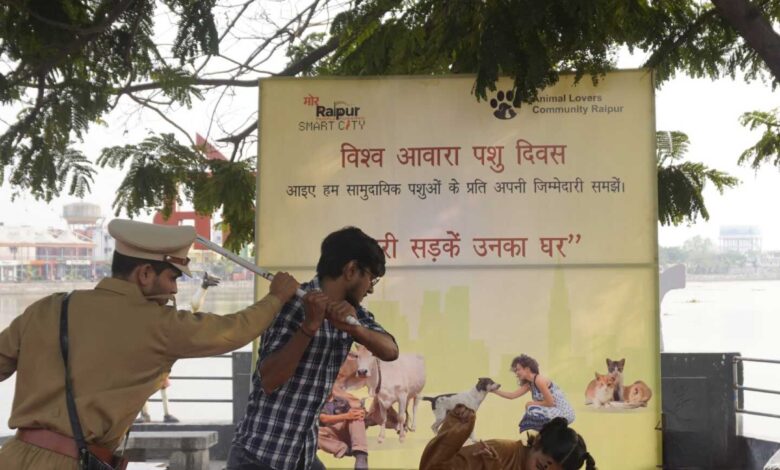 मोर
Raipur
SMART CITY
Animal Lovers
Community Raipur
विश्व आवारा पशु दिवस
आइए हम सामुदायिक पशुओं के प्रति अपनी जिम्मेदारी समझें।
सड़कें उनका घर”